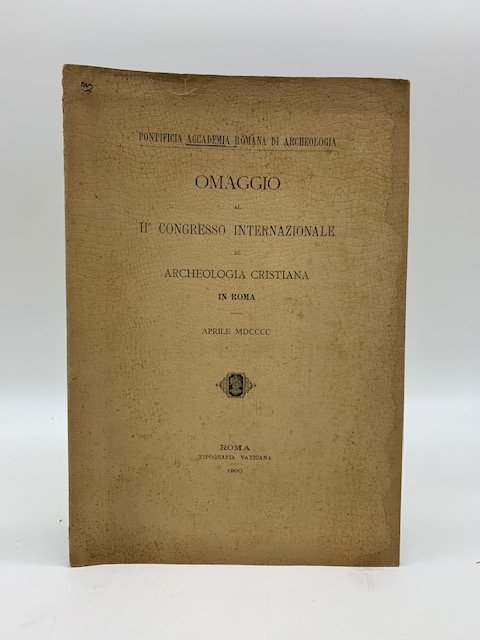 PONTIFICIA ACCADEMIA ROMANA DI ARCHEOLOGIA
OMAGGIO
AL
II° CONGRESSO INTERNAZIONALE
DI
ARCHEOLOGIA CRISTIANA
IN ROMA
APRILE MDCCCC
ROMA
TIPOGRAFIA VATICANA
1900